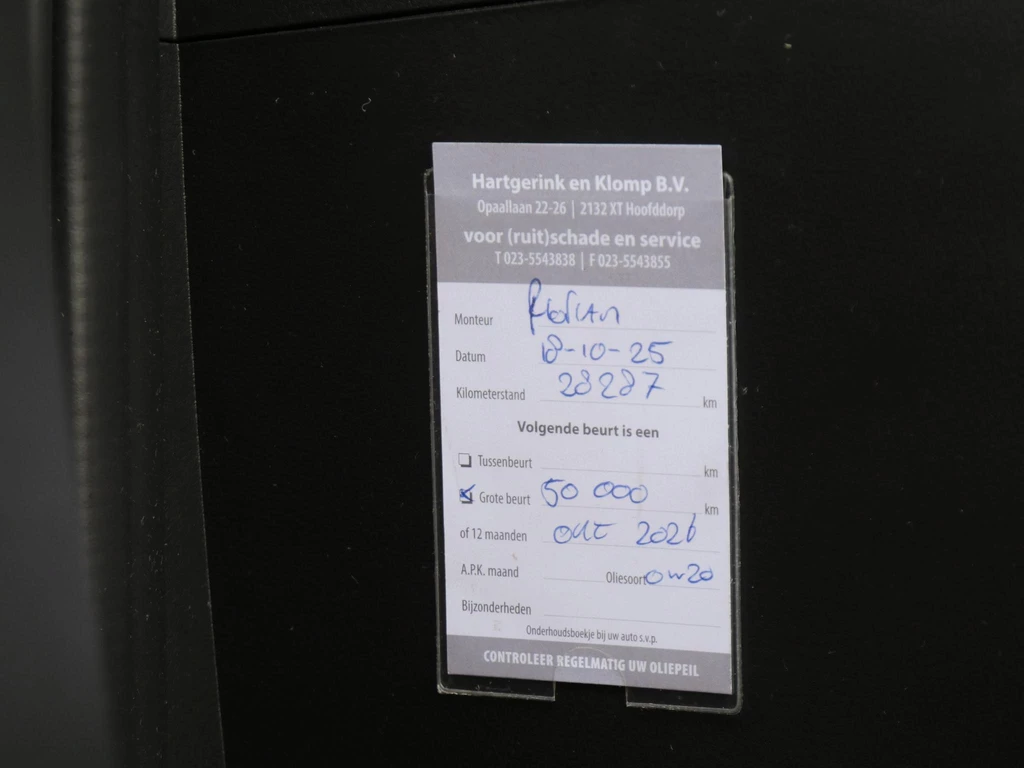 Hartgerink en Klomp B.V.
Opaallaan 22-26 | 2132 XT Hoofddorp
voor (ruit)schade en service
T 023-5543838 | F 023-5543855
Monteur Florian
Datum 18-10-25
Kilometerstand 28287 km
Volgende beurt is een
Tussenbeurt km
Grote beurt 50 000 km
of 12 maanden okt 2026
A.P.K. maand Oliesoort 0w20
Bijzonderheden
Onderhoudsboekje bij uw auto s.v.p.
CONTROLEER REGELMATIG UW OLIEPEIL